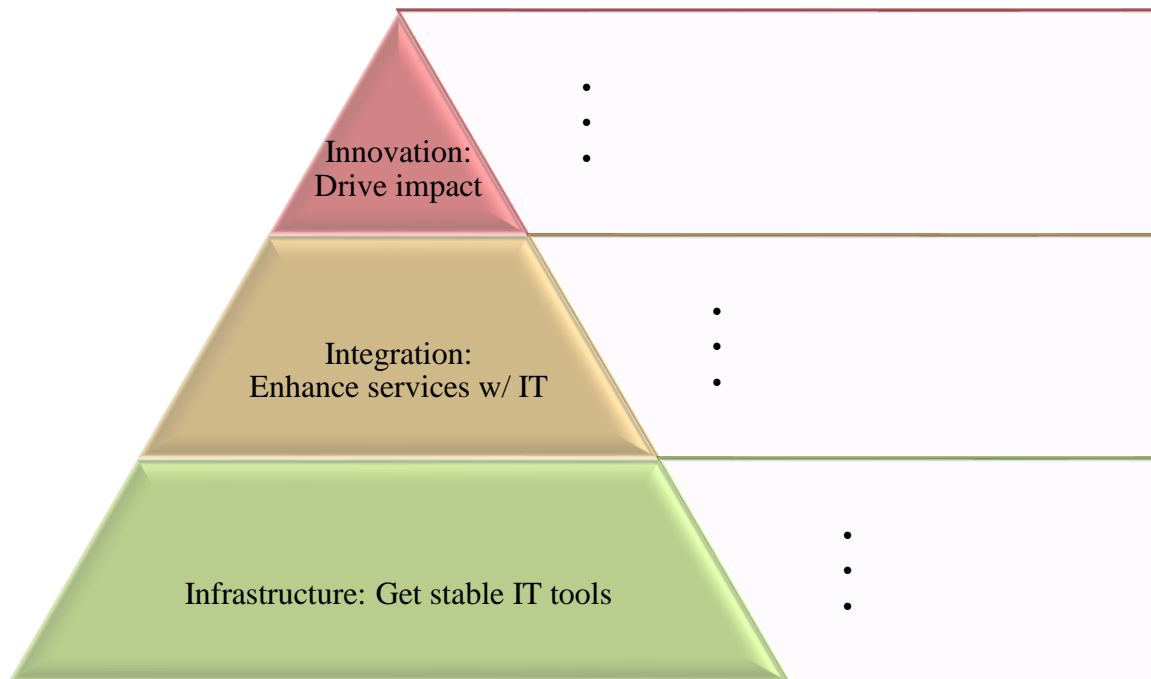 Innovation:
Drive impact
•
•
•
Integration:
Enhance services w/ IT
•
•
•
Infrastructure: Get stable IT tools
•
•
•